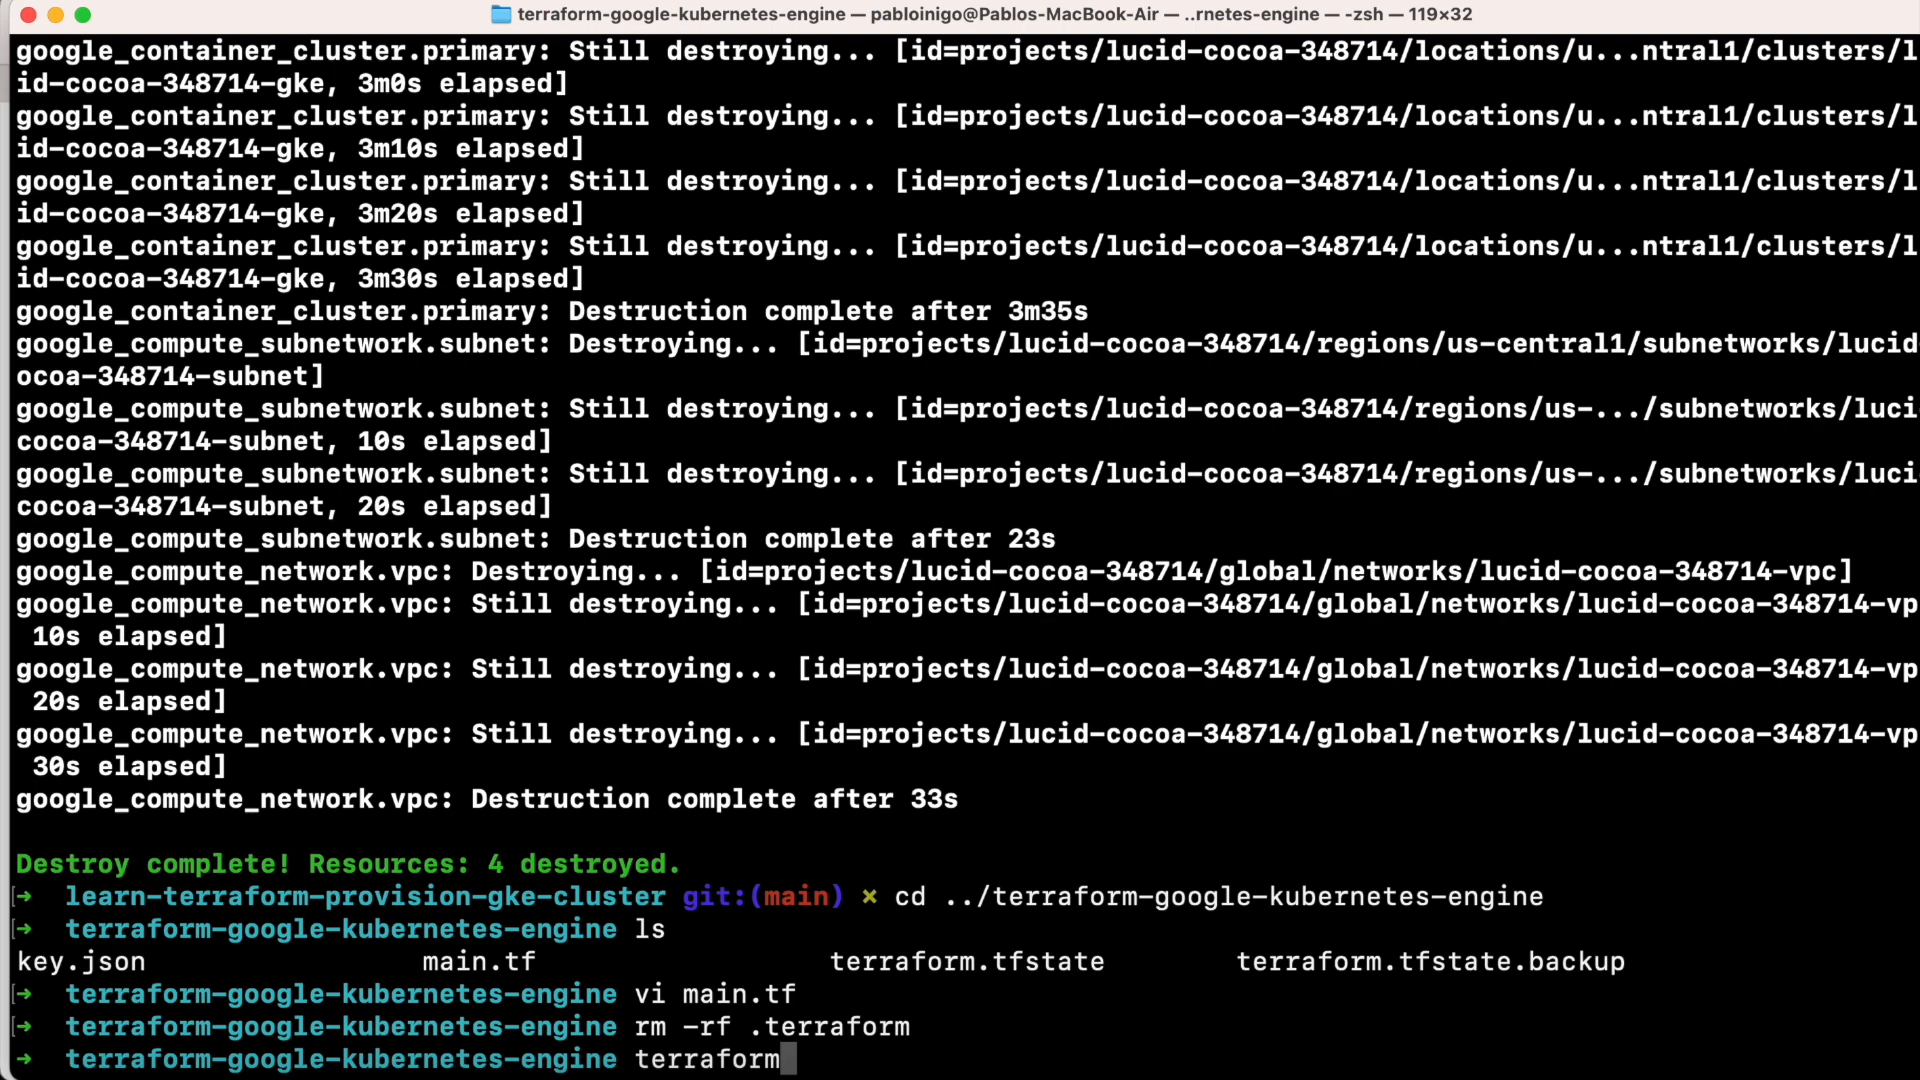 terraform-google-kubernetes-engine — pabloinigo@Pablos-MacBook-Air — ..rnetes-engine — -zsh — 119×32
google_container_cluster.primary: Still destroying... [id=projects/lucid-cocoa-348714/locations/u...ntral1/clusters/l
id-cocoa-348714-gke, 3m0s elapsed]
google_container_cluster.primary: Still destroying... [id=projects/lucid-cocoa-348714/locations/u...ntral1/clusters/l
id-cocoa-348714-gke, 3m10s elapsed]
google_container_cluster.primary: Still destroying... [id=projects/lucid-cocoa-348714/locations/u...ntral1/clusters/l
id-cocoa-348714-gke, 3m20s elapsed]
google_container_cluster.primary: Still destroying... [id=projects/lucid-cocoa-348714/locations/u...ntral1/clusters/l
id-cocoa-348714-gke, 3m30s elapsed]
google_container_cluster.primary: Destruction complete after 3m35s
google_compute_subnetwork.subnet: Destroying... [id=projects/lucid-cocoa-348714/regions/us-central1/subnetworks/lucid-
ocoa-348714-subnet]
google_compute_subnetwork.subnet: Still destroying... [id=projects/lucid-cocoa-348714/regions/us-.../subnetworks/luci
cocoa-348714-subnet, 10s elapsed]
google_compute_subnetwork.subnet: Still destroying... [id=projects/lucid-cocoa-348714/regions/us-.../subnetworks/luci
cocoa-348714-subnet, 20s elapsed]
google_compute_subnetwork.subnet: Destruction complete after 23s
google_compute_network.vpc: Destroying... [id=projects/lucid-cocoa-348714/global/networks/lucid-cocoa-348714-vpc]
google_compute_network.vpc: Still destroying... [id=projects/lucid-cocoa-348714/global/networks/lucid-cocoa-348714-vp
10s elapsed]
google_compute_network.vpc: Still destroying... [id=projects/lucid-cocoa-348714/global/networks/lucid-cocoa-348714-vp
20s elapsed]
google_compute_network.vpc: Still destroying... [id=projects/lucid-cocoa-348714/global/networks/lucid-cocoa-348714-vp
30s elapsed]
google_compute_network.vpc: Destruction complete after 33s
Destroy complete! Resources: 4 destroyed.
[➜ learn-terraform-provision-gke-cluster git:(main) ✗ cd ../terraform-google-kubernetes-engine
[➜ terraform-google-kubernetes-engine ls
key.json main.tf terraform.tfstate terraform.tfstate.backup
[➜ terraform-google-kubernetes-engine vi main.tf
[➜ terraform-google-kubernetes-engine rm -rf .terraform
➜ terraform-google-kubernetes-engine terraform